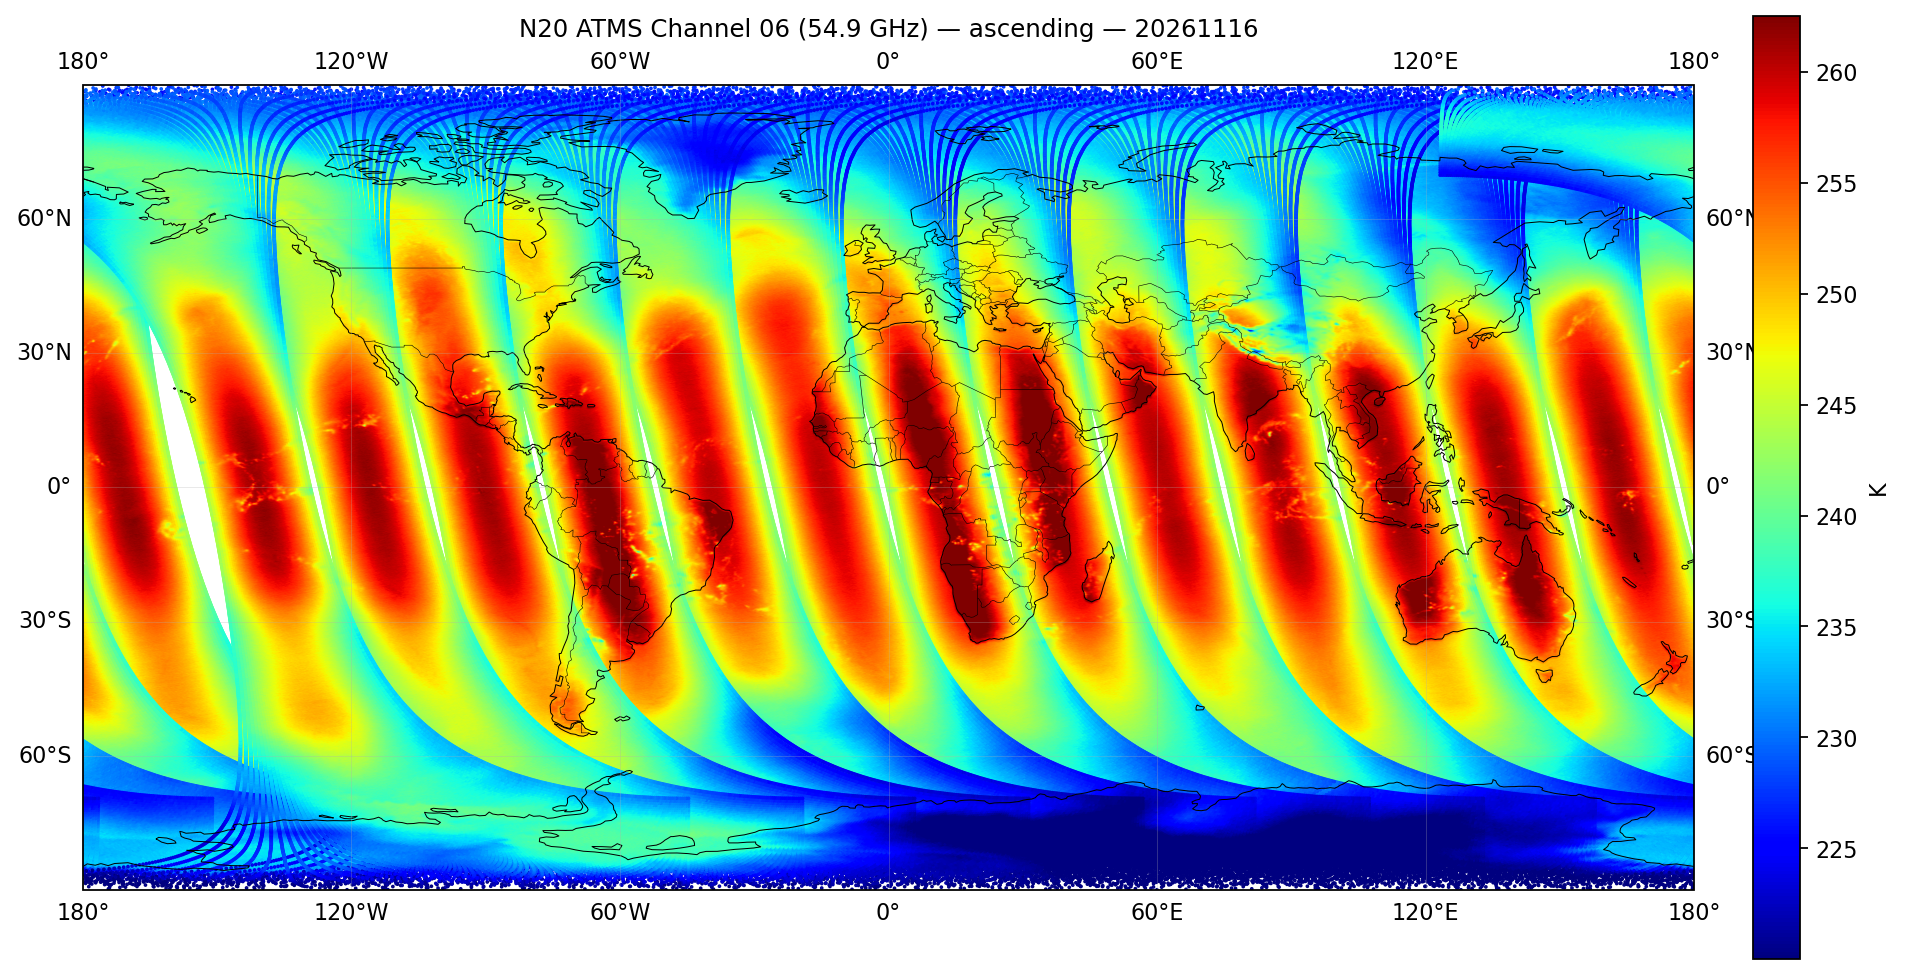 N20 ATMS Channel 06 (54.9 GHz) — ascending — 20261116
180° 120°W 60°W 0° 60°E 120°E 180°
60°N 60°N
30°N 30°N
0° 0°
30°S 30°S
60°S 60°S
180° 120°W 60°W 0° 60°E 120°E 180°
260
255
250
245
240
235
230
225
K